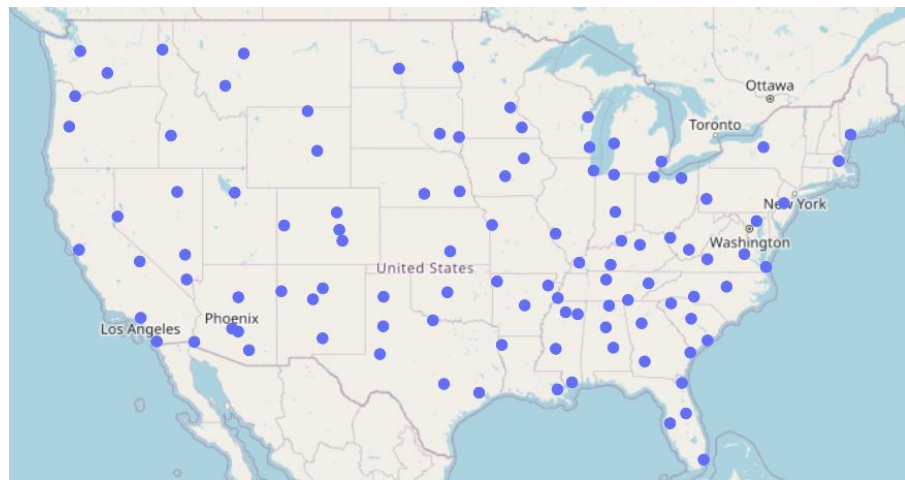 Ottawa
Toronto
New York
Washington
United States
Phoenix
Los Angeles